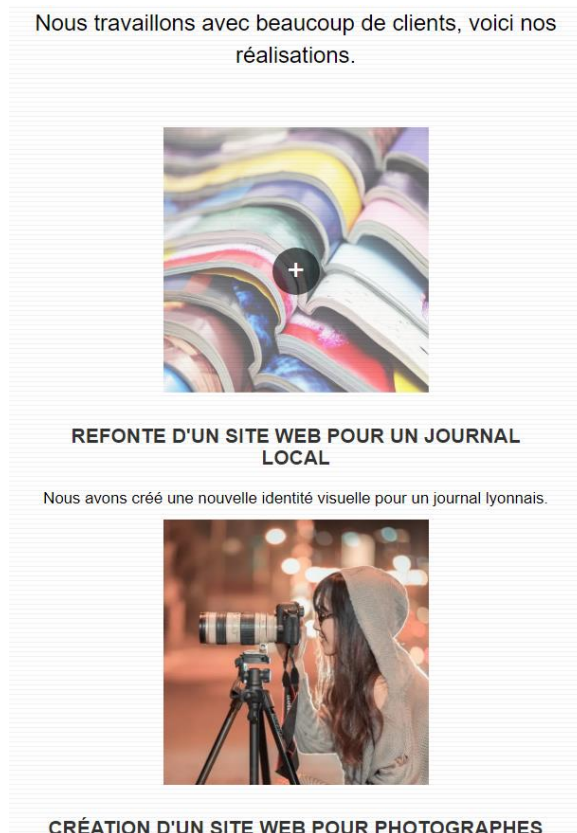 Nous travaillons avec beaucoup de clients, voici nos
réalisations.
+
REFONTE D'UN SITE WEB POUR UN JOURNAL
LOCAL
Nous avons créé une nouvelle identité visuelle pour un journal lyonnais.
CRÉATION D'UN SITE WEB POUR PHOTOGRAPHES